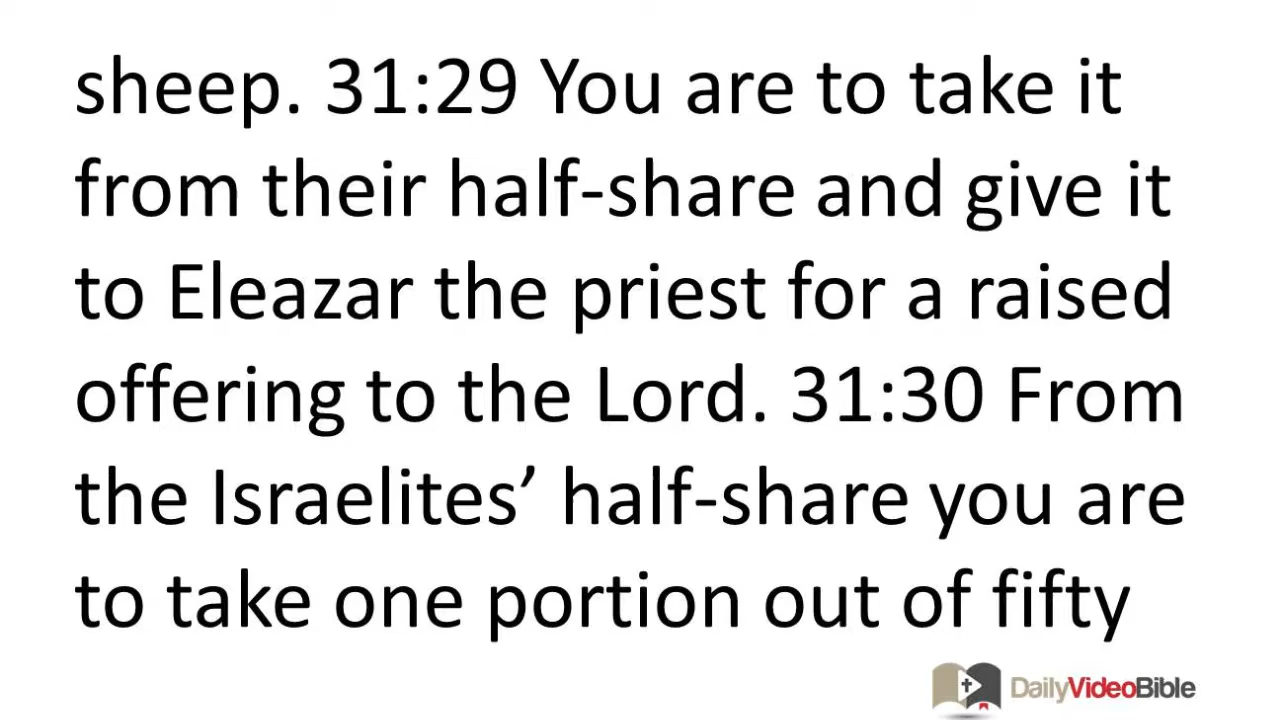 sheep. 31:29 You are to take it
from their half-share and give it
to Eleazar the priest for a raised
offering to the Lord. 31:30 From
the Israelites’ half-share you are
to take one portion out of fifty
DailyVideoBible